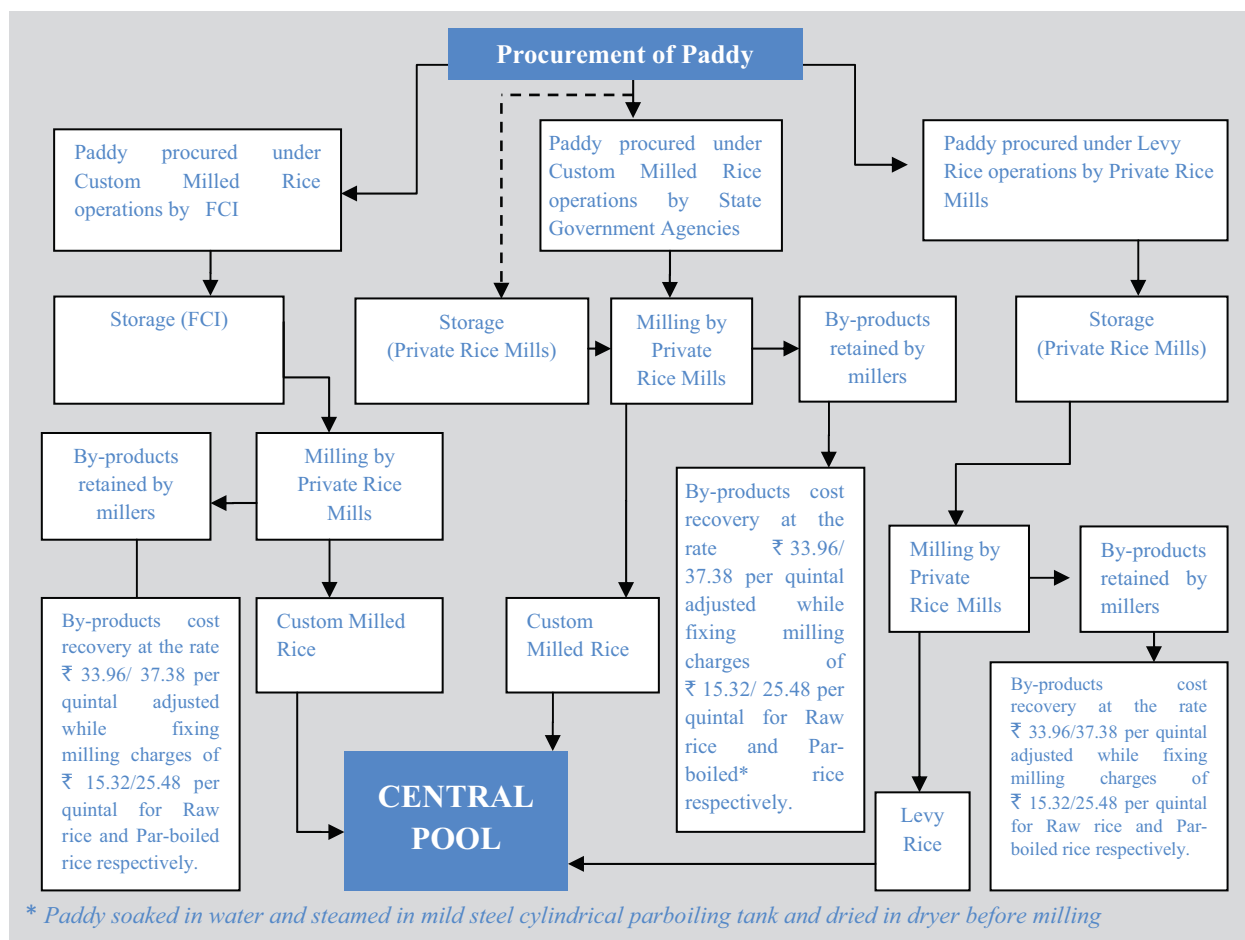 Procurement of Paddy
Paddy procured under
Custom Milled Rice
operations by FCI
Paddy procured under
Custom Milled Rice
operations by State
Government Agencies
Paddy procured under Levy
Rice operations by Private Rice
Mills
Storage (FCI)
Storage
(Private Rice Mills)
Milling by
Private
Rice Mills
By-products
retained by
millers
Storage
(Private Rice Mills)
By-products
retained by
millers
Milling by
Private Rice
Mills
By-products cost
recovery at the
rate ₹ 33.96/
37.38 per quintal
adjusted while
fixing milling
charges of
₹ 15.32/ 25.48 per
quintal for Raw
rice and Par-
boiled* rice
respectively.
Milling by
Private
Rice Mills
By-products
retained by
millers
By-products cost
recovery at the rate
₹ 33.96/ 37.38 per
quintal adjusted
while fixing
milling charges of
₹ 15.32/25.48 per
quintal for Raw
rice and Par-boiled
rice respectively.
Custom Milled
Rice
Custom
Milled Rice
By-products cost
recovery at the rate
₹ 33.96/37.38 per quintal
adjusted while fixing
milling charges of
₹ 15.32/25.48 per quintal
for Raw rice and Par-
boiled rice respectively.
CENTRAL
POOL
Levy
Rice
* Paddy soaked in water and steamed in mild steel cylindrical parboiling tank and dried in dryer before milling